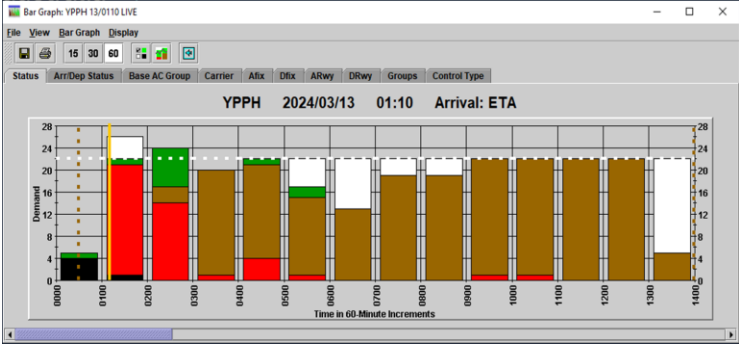 Bar Graph: YPPH 13/0110 LIVE
File View Bar Graph Display
15 30 60
Status Arr/Dep Status Base AC Group Carrier Afix Dfix ARwy DRwy Groups Control Type
YPPH 2024/03/13 01:10 Arrival: ETA
28 28
24 24
20 20
16 16
12 12
8 8
4 4
0 0
Demand
0000 0100 0200 0300 0400 0500 0600 0700 0800 0900 1000 1100 1200 1300 1400
Time in 60-Minute Increments